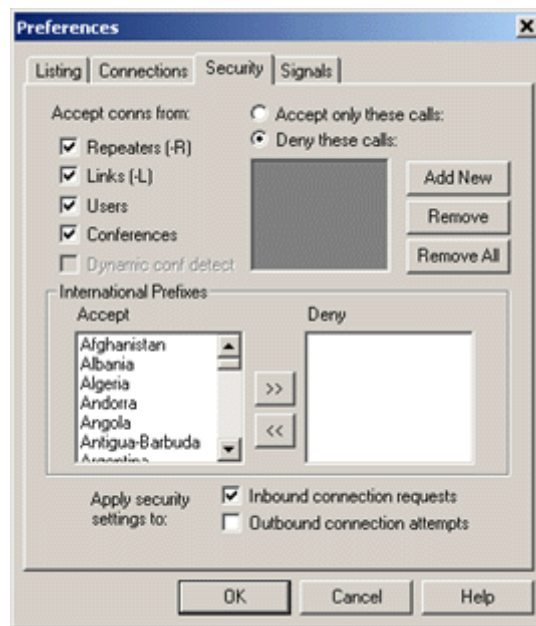 Preferences
Listing Connections Security Signals
Accept conns from:
Accept only these calls:
Deny these calls:
Repeaters (-R)
Links (-L)
Users
Conferences
Dynamic conf detect
Add New
Remove
Remove All
International Prefixes
Accept
Deny
Afghanistan
Albania
Algeria
Andorra
Angola
Antigua-Barbuda
Argentina
>>
<<
Apply security
settings to:
Inbound connection requests
Outbound connection attempts
OK Cancel Help